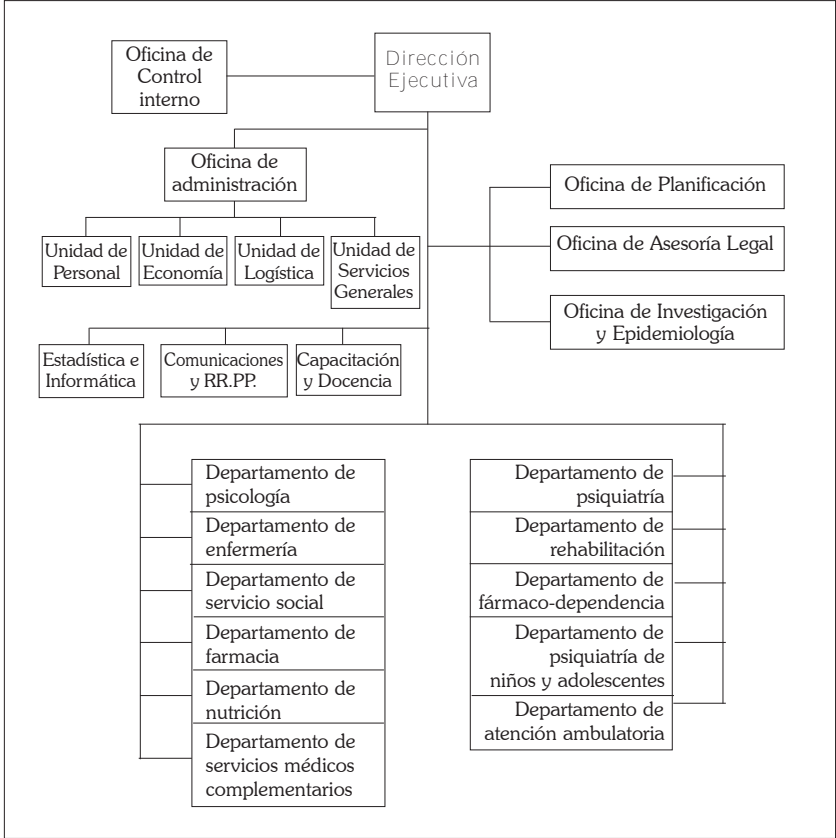 Oficina de
Control
interno
Dirección
Ejecutiva
Oficina de
administración
Unidad de
Personal
Unidad de
Economía
Unidad de
Logística
Unidad de
Servicios
Generales
Oficina de Planificación
Oficina de Asesoría Legal
Oficina de Investigación
y Epidemiología
Estadística e
Informática
Comunicaciones
y RR.PP.
Capacitación
y Docencia
Departamento de
psicología
Departamento de
enfermería
Departamento de
servicio social
Departamento de
farmacia
Departamento de
nutrición
Departamento de
servicios médicos
complementarios
Departamento de
psiquiatría
Departamento de
rehabilitación
Departamento de
fármaco-dependencia
Departamento de
psiquiatría de
niños y adolescentes
Departamento de
atención ambulatoria